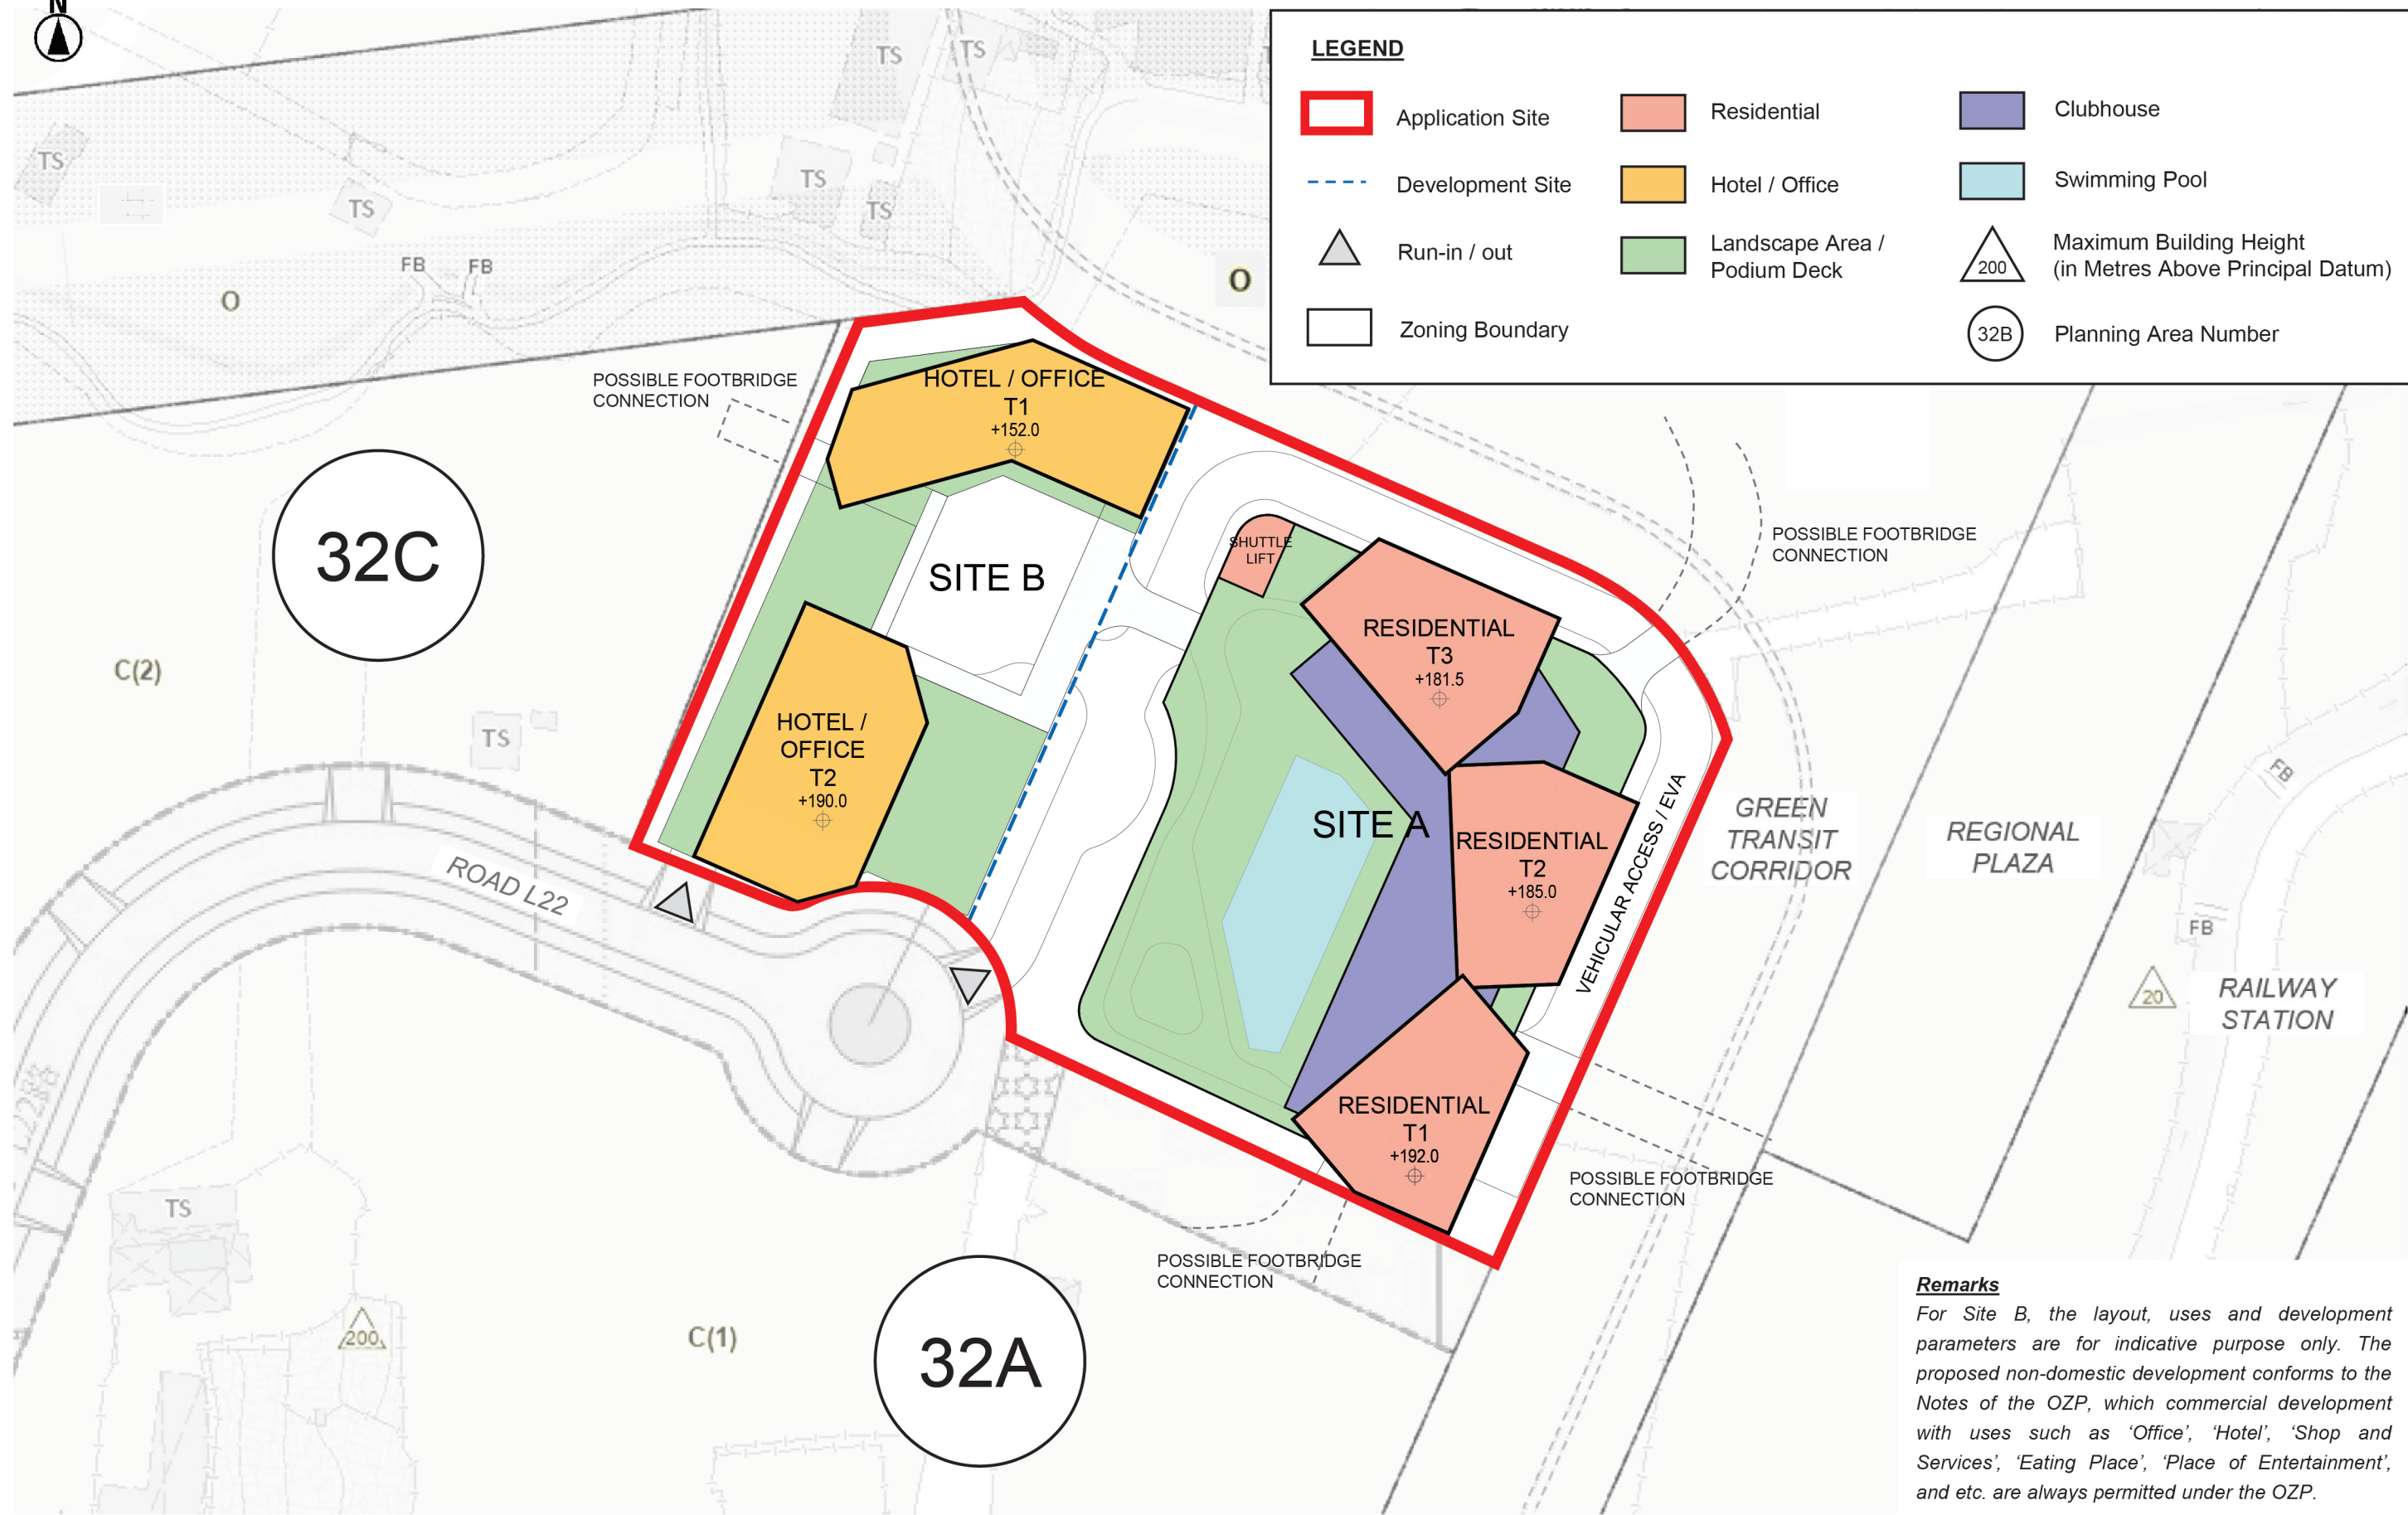 N
LEGEND
Application Site
Development Site
Run-in / out
Zoning Boundary
Residential
Hotel / Office
Landscape Area /
Podium Deck
Clubhouse
Swimming Pool
200
Maximum Building Height
(in Metres Above Principal Datum)
32B
Planning Area Number
TS
TS
TS
TS
TS
TS
FB
FB
O
O
POSSIBLE FOOTBRIDGE
CONNECTION
HOTEL / OFFICE
T1
+152.0
32C
C(2)
TS
SITE B
SHUTTLE
LIFT
POSSIBLE FOOTBRIDGE
CONNECTION
RESIDENTIAL
T3
+181.5
HOTEL /
OFFICE
T2
+190.0
SITE A
RESIDENTIAL
T2
+185.0
VEHICULAR ACCESS / EVA
GREEN
TRANSIT
CORRIDOR
REGIONAL
PLAZA
FB
FB
20
RAILWAY
STATION
ROAD L22
L22路
RESIDENTIAL
T1
+192.0
POSSIBLE FOOTBRIDGE
CONNECTION
POSSIBLE FOOTBRIDGE
CONNECTION
TS
200
C(1)
32A
Remarks
For Site B, the layout, uses and development
parameters are for indicative purpose only. The
proposed non-domestic development conforms to the
Notes of the OZP, which commercial development
with uses such as ‘Office’, ‘Hotel’, ‘Shop and
Services’, ‘Eating Place’, ‘Place of Entertainment’,
and etc. are always permitted under the OZP.